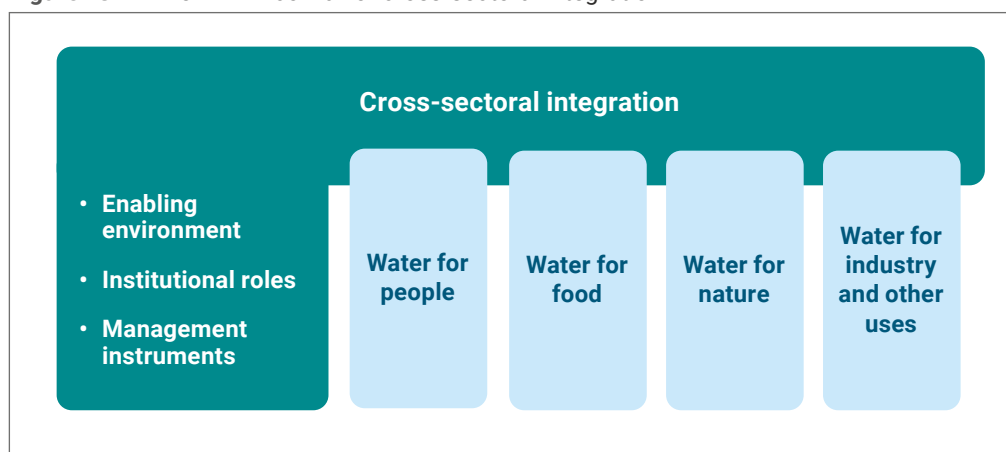 Cross-sectoral integration
• Enabling
environment
• Institutional roles
• Management
instruments
Water for
people
Water for
food
Water for
nature
Water for
industry
and other
uses